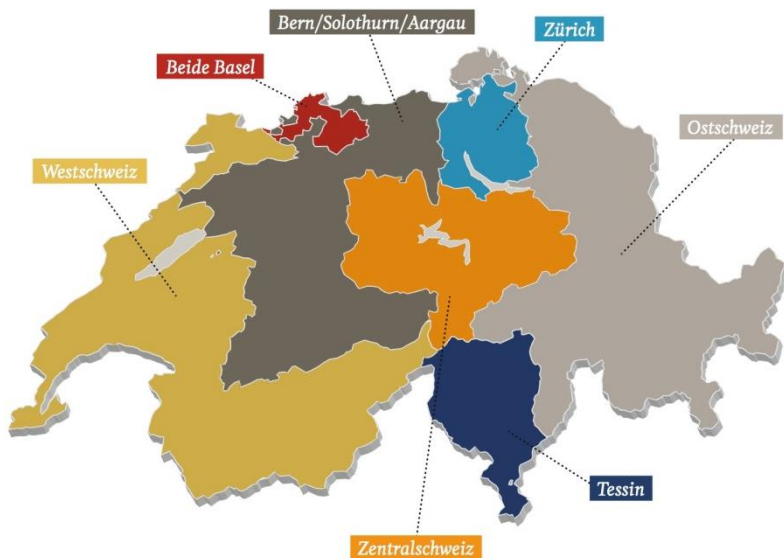 Bern/Solothurn/Aargau
Zürich
Beide Basel
Ostschweiz
Westschweiz
Tessin
Zentralschweiz